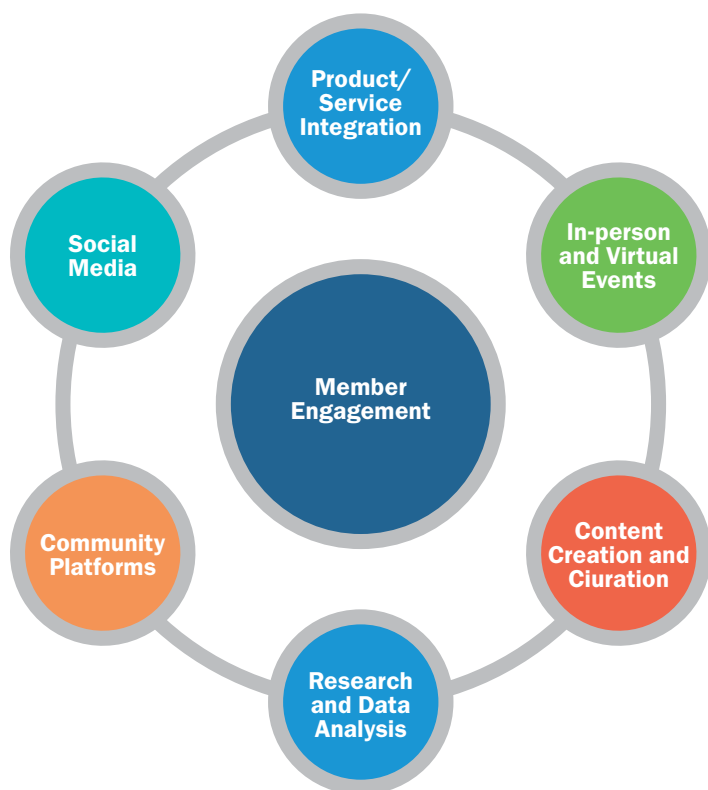 Product/
Service
Integration
Social
Media
In-person
and Virtual
Events
Member
Engagement
Community
Platforms
Content
Creation and
Ciuration
Research
and Data
Analysis